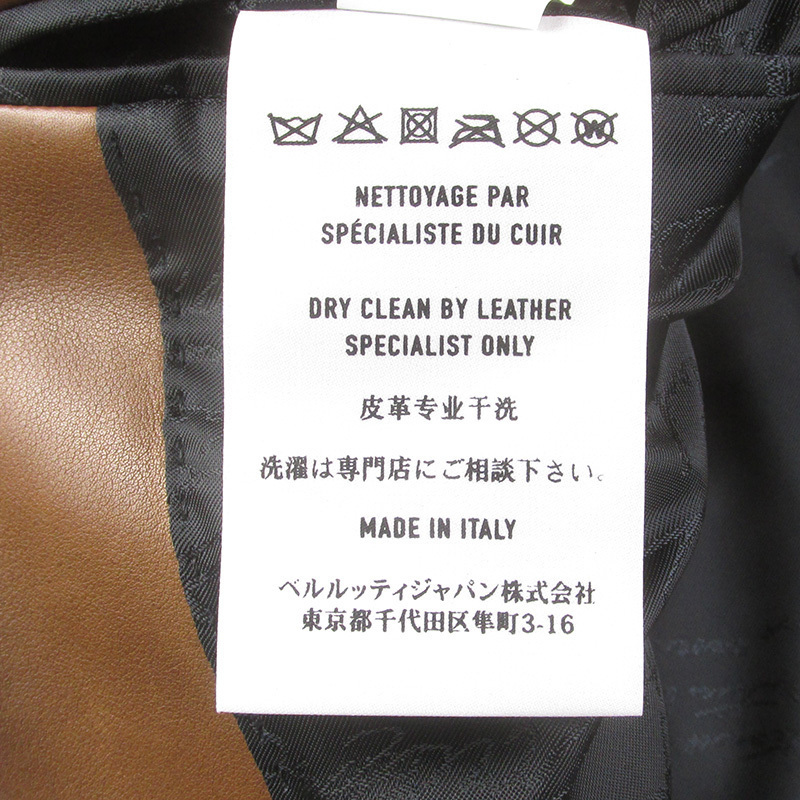 W
NETTOYAGE PAR
SPÉCIALISTE DU CUIR
DRY CLEAN BY LEATHER
SPECIALIST ONLY
皮革专业干洗
洗濯は専門店にご相談下さい。
MADE IN ITALY
ベルルッティジャパン株式会社
東京都千代田区隼町3-16